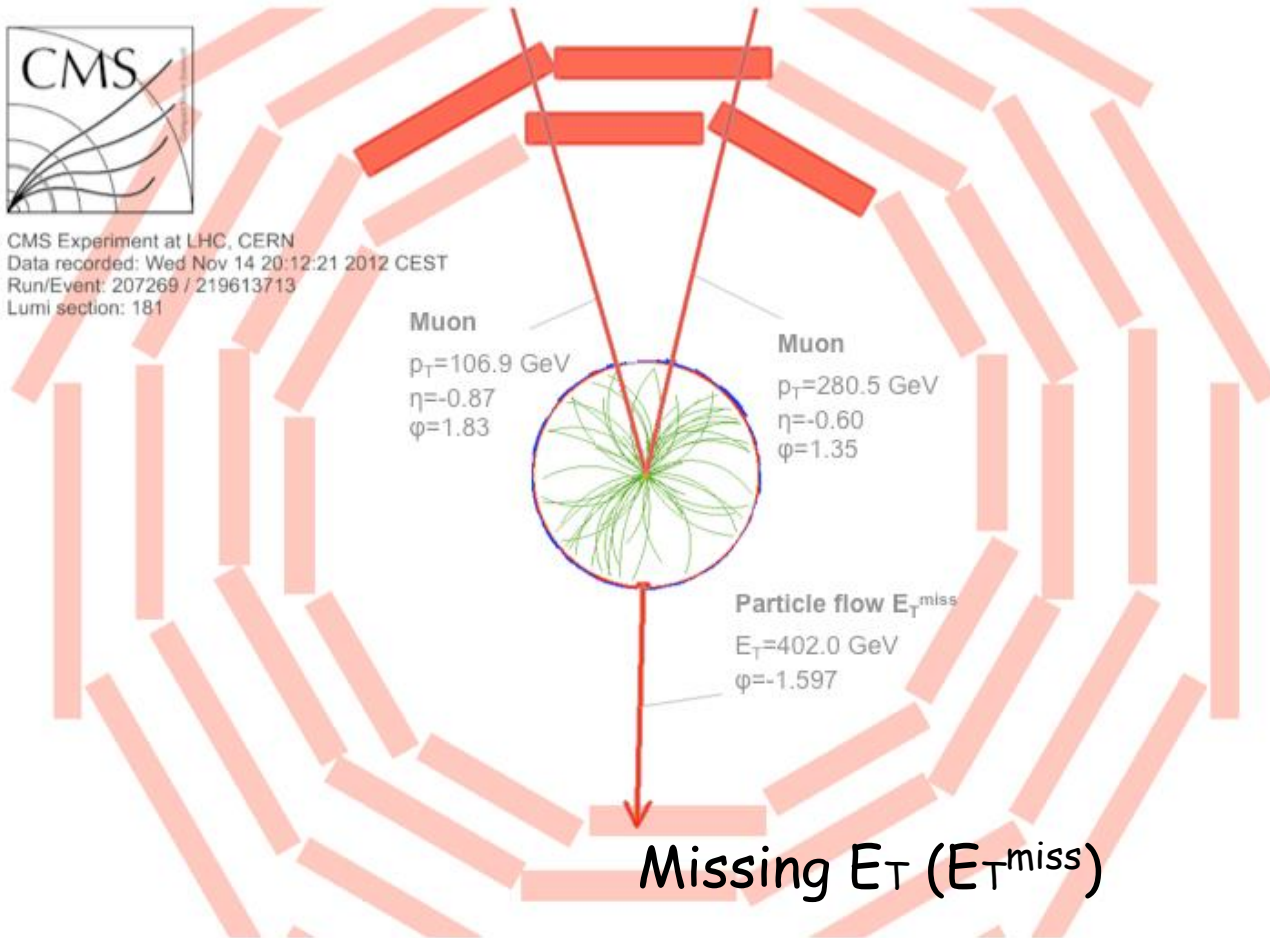 CMS
CMS Experiment at LHC, CERN
Data recorded: Wed Nov 14 20:12:21 2012 CEST
Run/Event: 207269 / 219613713
Lumi section: 181
Muon
pT=106.9 GeV
η=-0.87
φ=1.83
Muon
pT=280.5 GeV
η=-0.60
φ=1.35
Particle flow ETmiss
ET=402.0 GeV
φ=-1.597
Missing ET (ETmiss)